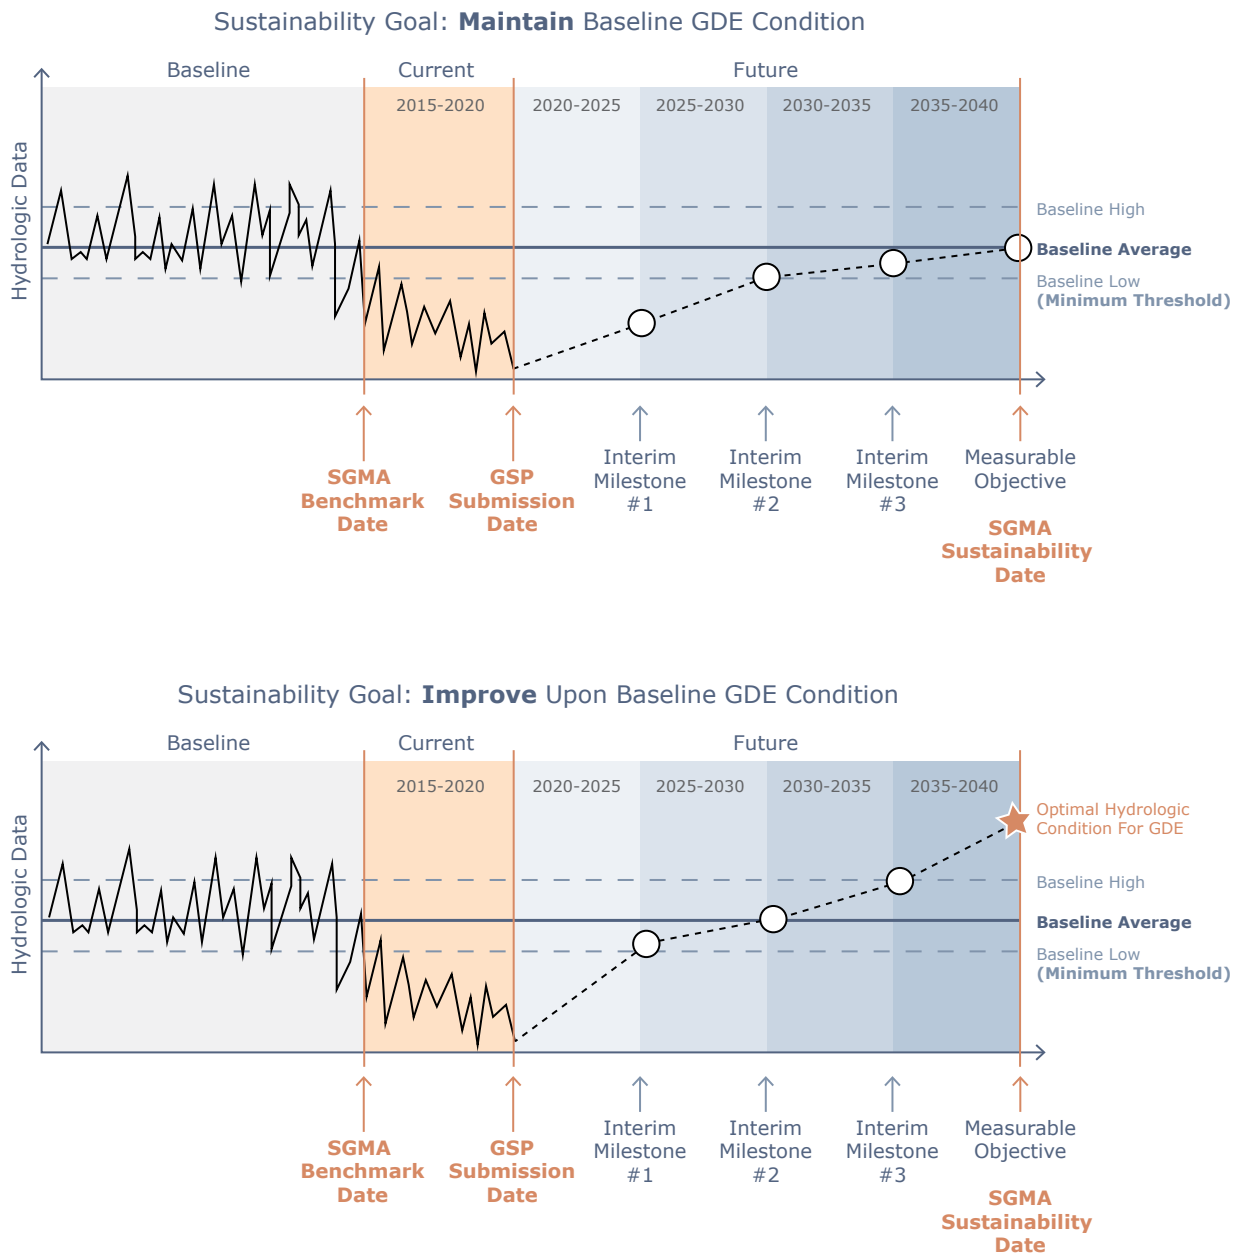 Sustainability Goal: Maintain Baseline GDE Condition
Baseline
Current
Future
2015-2020
2020-2025
2025-2030
2030-2035
2035-2040
Hydrologic Data
Baseline High
Baseline Average
Baseline Low
(Minimum Threshold)
SGMA
Benchmark
Date
GSP
Submission
Date
Interim
Milestone
#1
Interim
Milestone
#2
Interim
Milestone
#3
Measurable
Objective
SGMA
Sustainability
Date
Sustainability Goal: Improve Upon Baseline GDE Condition
Baseline
Current
Future
2015-2020
2020-2025
2025-2030
2030-2035
2035-2040
Hydrologic Data
Optimal Hydrologic
Condition For GDE
Baseline High
Baseline Average
Baseline Low
(Minimum Threshold)
SGMA
Benchmark
Date
GSP
Submission
Date
Interim
Milestone
#1
Interim
Milestone
#2
Interim
Milestone
#3
Measurable
Objective
SGMA
Sustainability
Date